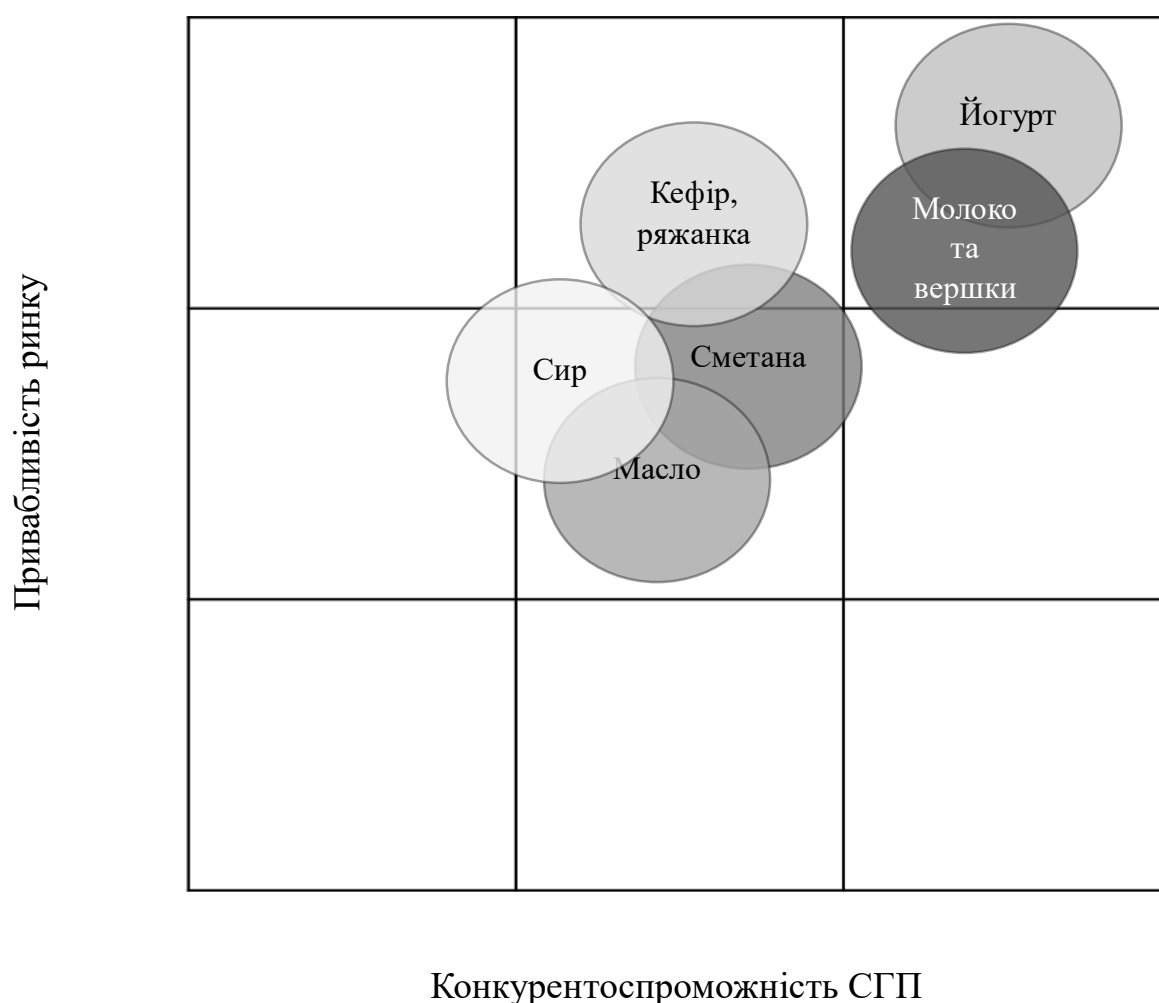 Йогурт
Кефір,
ряжанка
Молоко
та
вершки
Сир
Сметана
Масло
Привабливість ринку
Конкурентоспроможність СГП